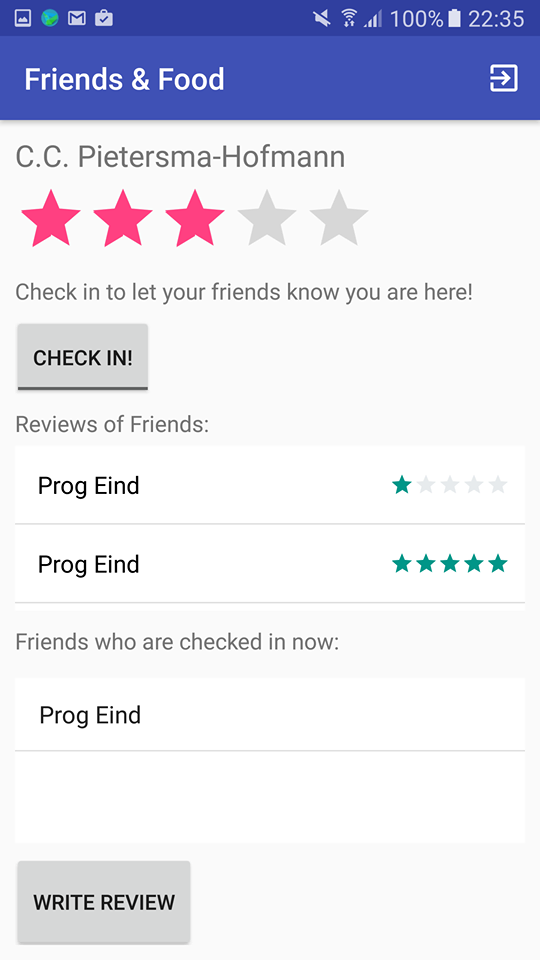 100% 22:35
Friends & Food
C.C. Pietersma-Hofmann
Check in to let your friends know you are here!
CHECK IN!
Reviews of Friends:
Prog Eind
Prog Eind
Friends who are checked in now:
Prog Eind
WRITE REVIEW